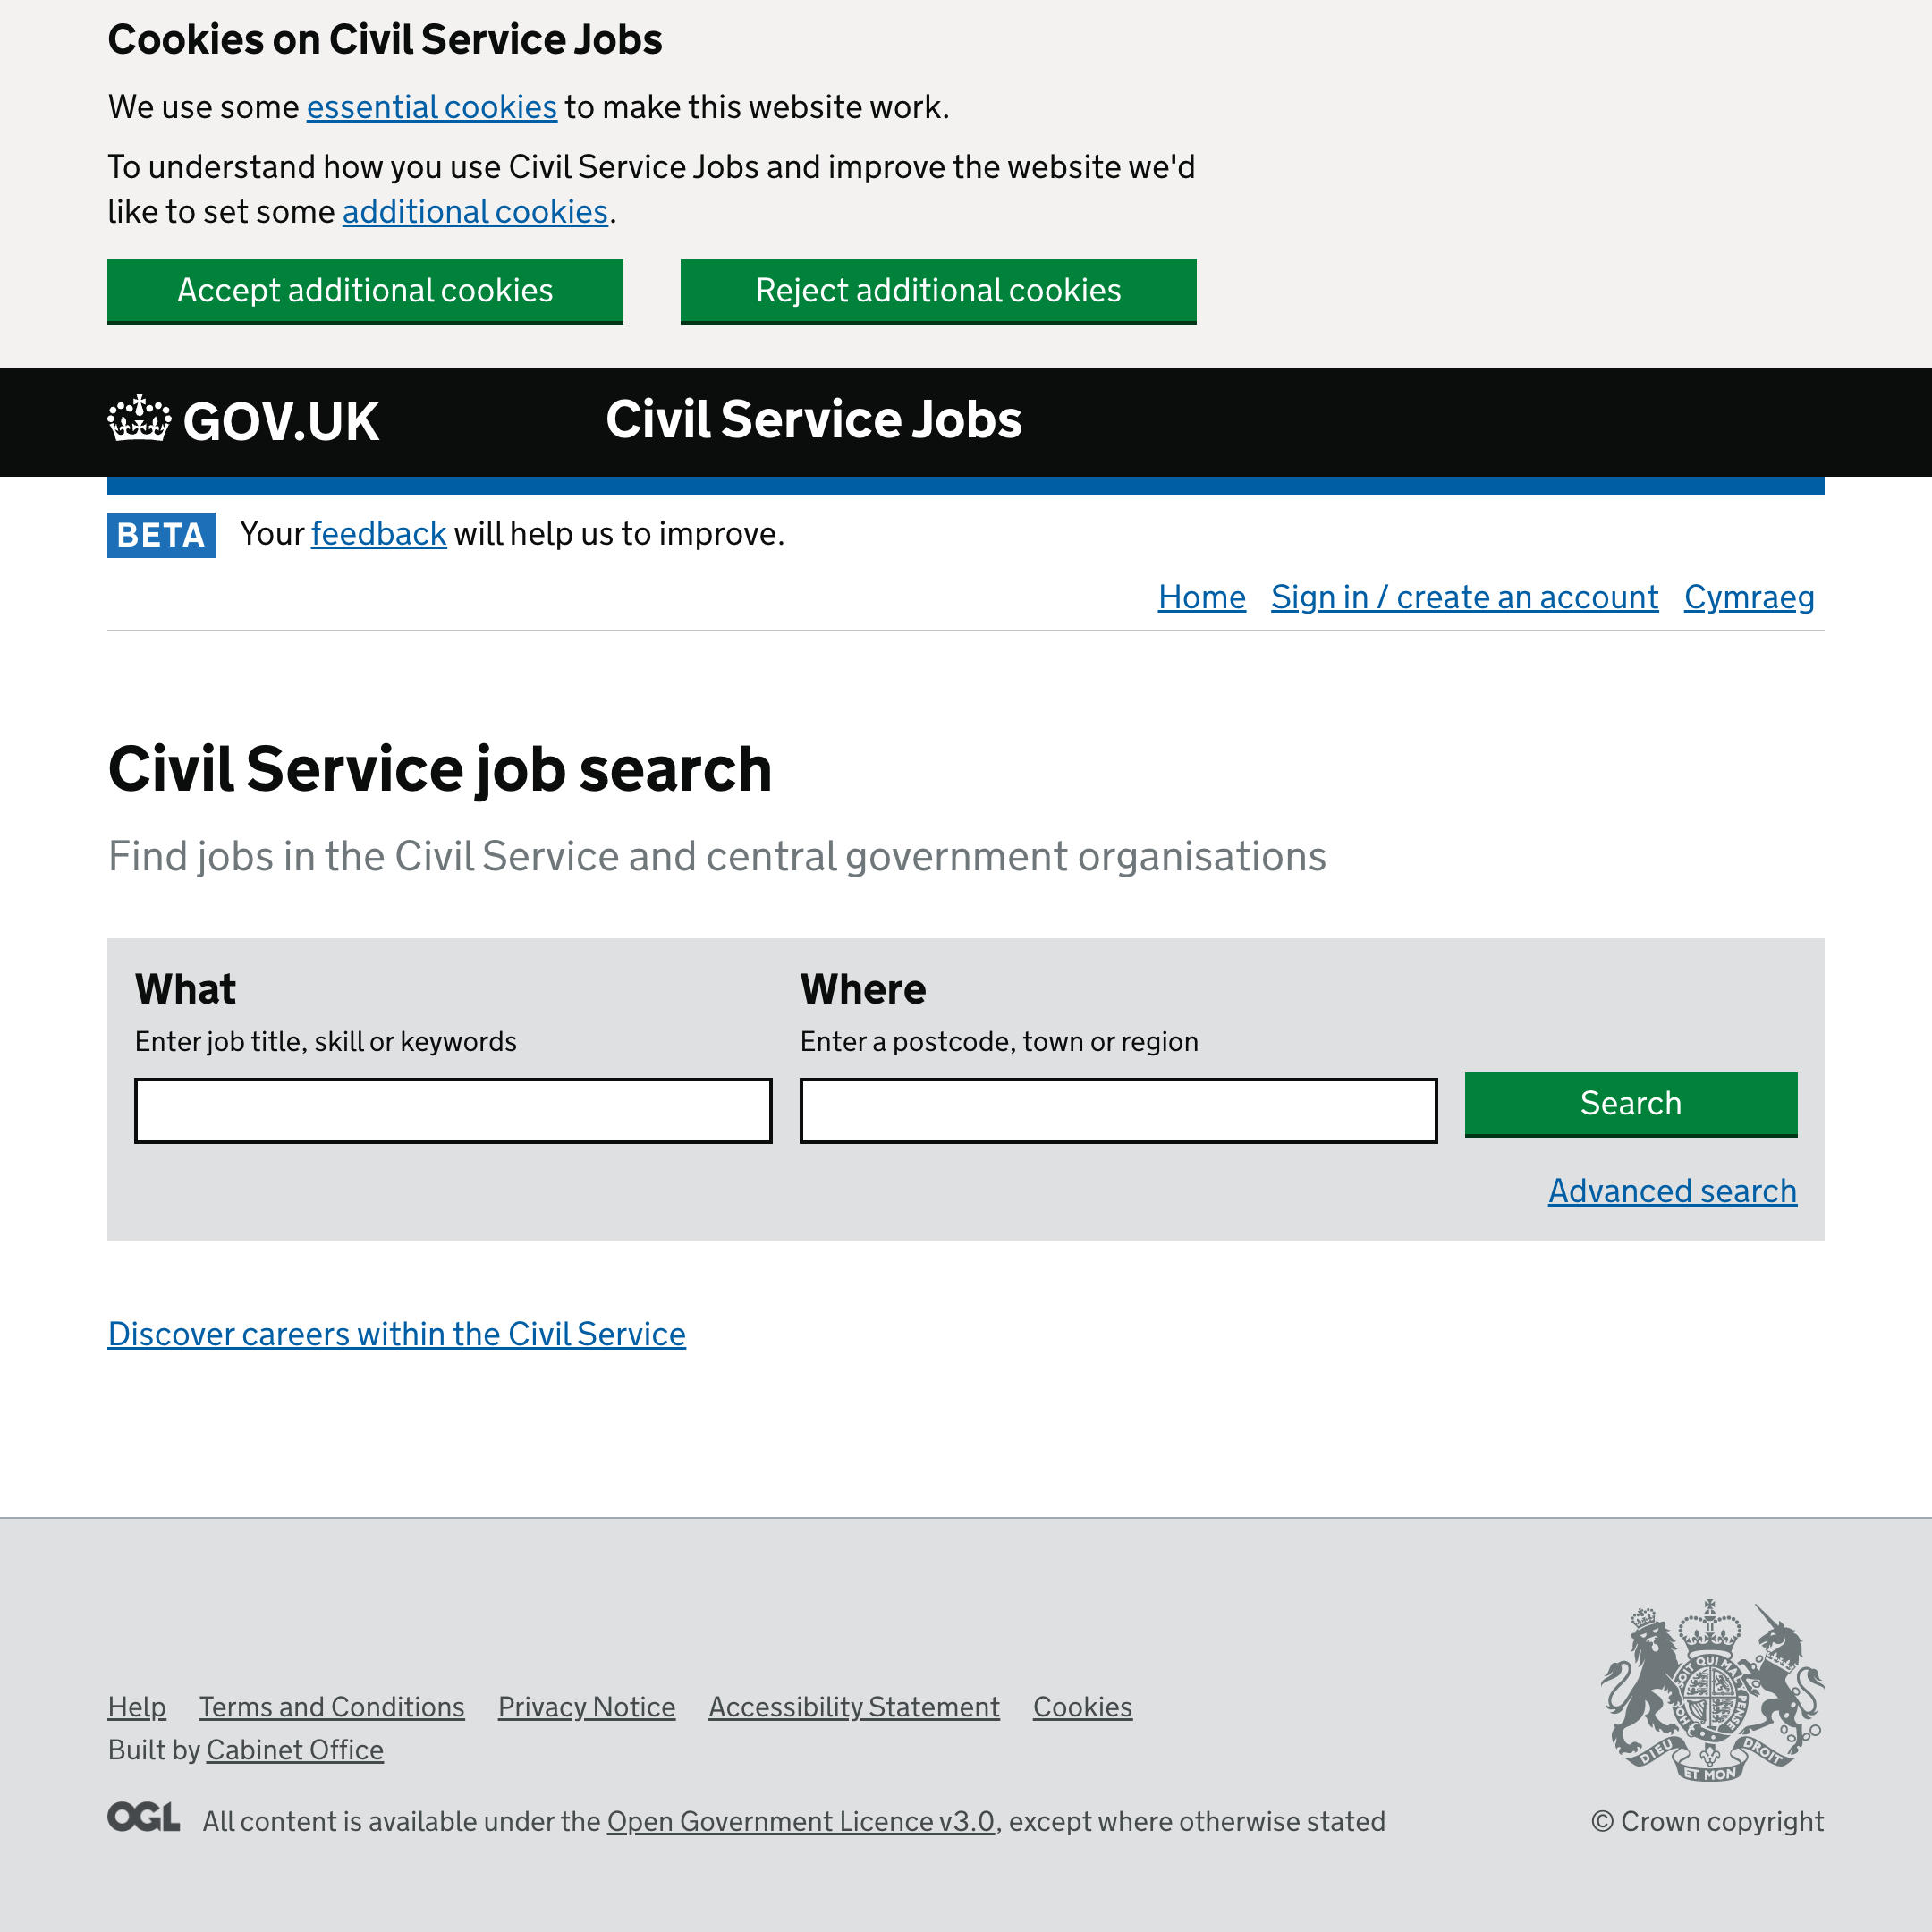 Cookies on Civil Service Jobs
We use some essential cookies to make this website work.
To understand how you use Civil Service Jobs and improve the website we'd
like to set some additional cookies.
Accept additional cookies
Reject additional cookies
GOV.UK
Civil Service Jobs
BETA
Your feedback will help us to improve.
Home
Sign in / create an account
Cymraeg
Civil Service job search
Find jobs in the Civil Service and central government organisations
What
Enter job title, skill or keywords
Where
Enter a postcode, town or region
Search
Advanced search
Discover careers within the Civil Service
Help
Terms and Conditions
Privacy Notice
Accessibility Statement
Cookies
Built by Cabinet Office
OGL
All content is available under the Open Government Licence v3.0, except where otherwise stated
DIEU
ET MON
DROIT
© Crown copyright